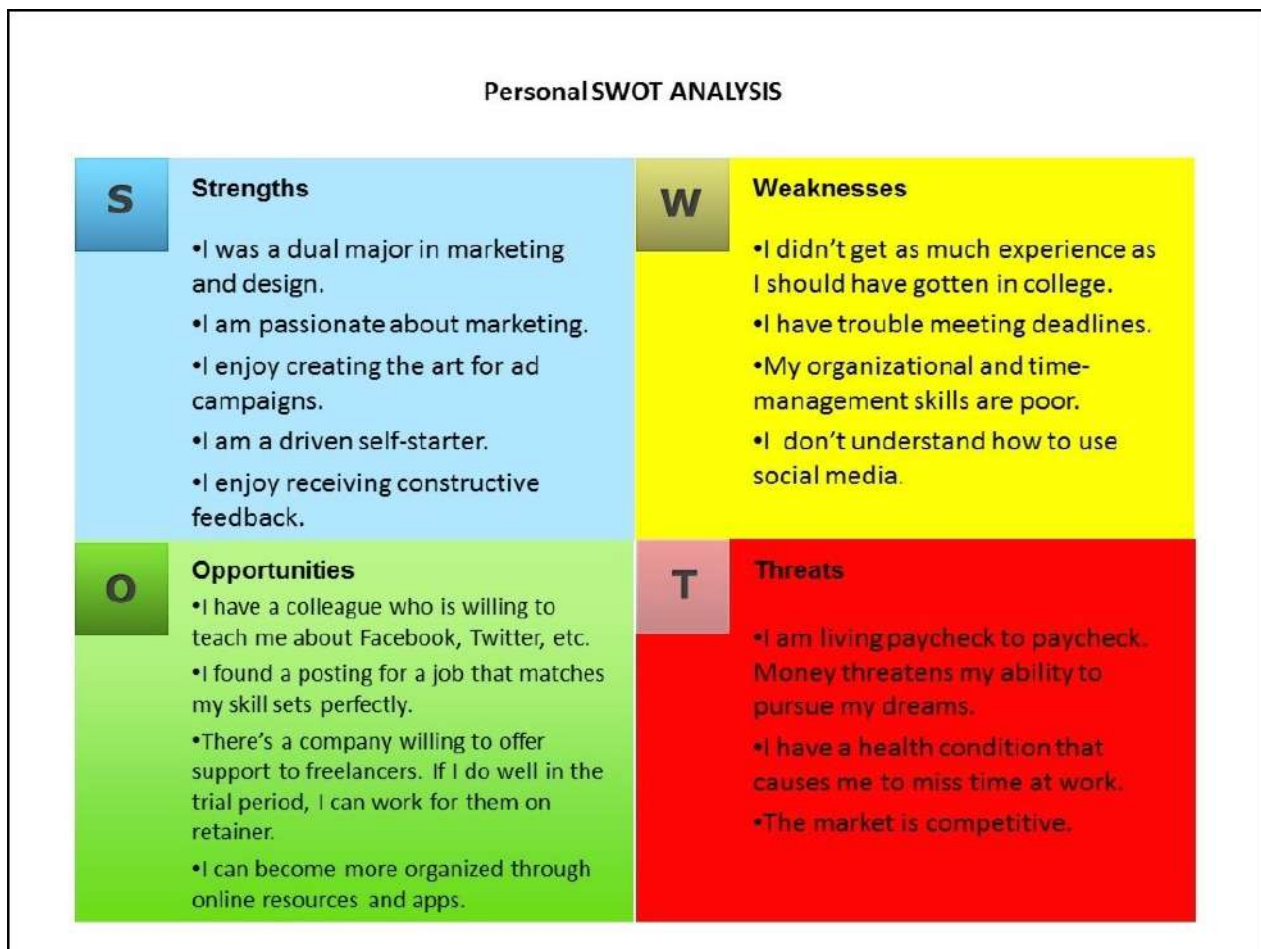 Personal SWOT ANALYSIS
S
Strengths
•I was a dual major in marketing
and design.
•I am passionate about marketing.
•I enjoy creating the art for ad
campaigns.
•I am a driven self-starter.
•I enjoy receiving constructive
feedback.
W
Weaknesses
•I didn't get as much experience as
I should have gotten in college.
•I have trouble meeting deadlines.
•My organizational and time-
management skills are poor.
•I don't understand how to use
social media.
O
Opportunities
•I have a colleague who is willing to
teach me about Facebook, Twitter, etc.
•I found a posting for a job that matches
my skill sets perfectly.
•There's a company willing to offer
support to freelancers. If I do well in the
trial period, I can work for them on
retainer.
•I can become more organized through
online resources and apps.
T
Threats
•I am living paycheck to paycheck.
Money threatens my ability to
pursue my dreams.
•I have a health condition that
causes me to miss time at work.
•The market is competitive.